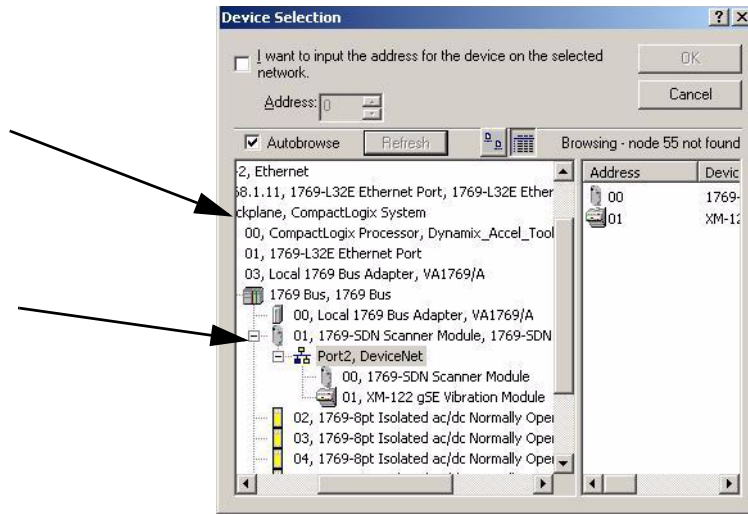 Device Selection
I want to input the address for the device on the selected
network.
OK
Address: 0
Cancel
Autobrowse
Refresh
Browsing - node 55 not found
-2, Ethernet
58.1.11, 1769-L32E Ethernet Port, 1769-L32E Ether
ckplane, CompactLogix System
00, CompactLogix Processor, Dynamix_Accel_Tool
01, 1769-L32E Ethernet Port
03, Local 1769 Bus Adapter, VA1769/A
1769 Bus, 1769 Bus
00, Local 1769 Bus Adapter, VA1769/A
01, 1769-SDN Scanner Module, 1769-SDN
Port2, DeviceNet
00, 1769-SDN Scanner Module
01, XM-122 gSE Vibration Module
02, 1769-8pt Isolated ac/dc Normally Oper
03, 1769-8pt Isolated ac/dc Normally Oper
04, 1769-8pt Isolated ac/dc Normally Oper
Address Devic
00 1769-
01 XM-12